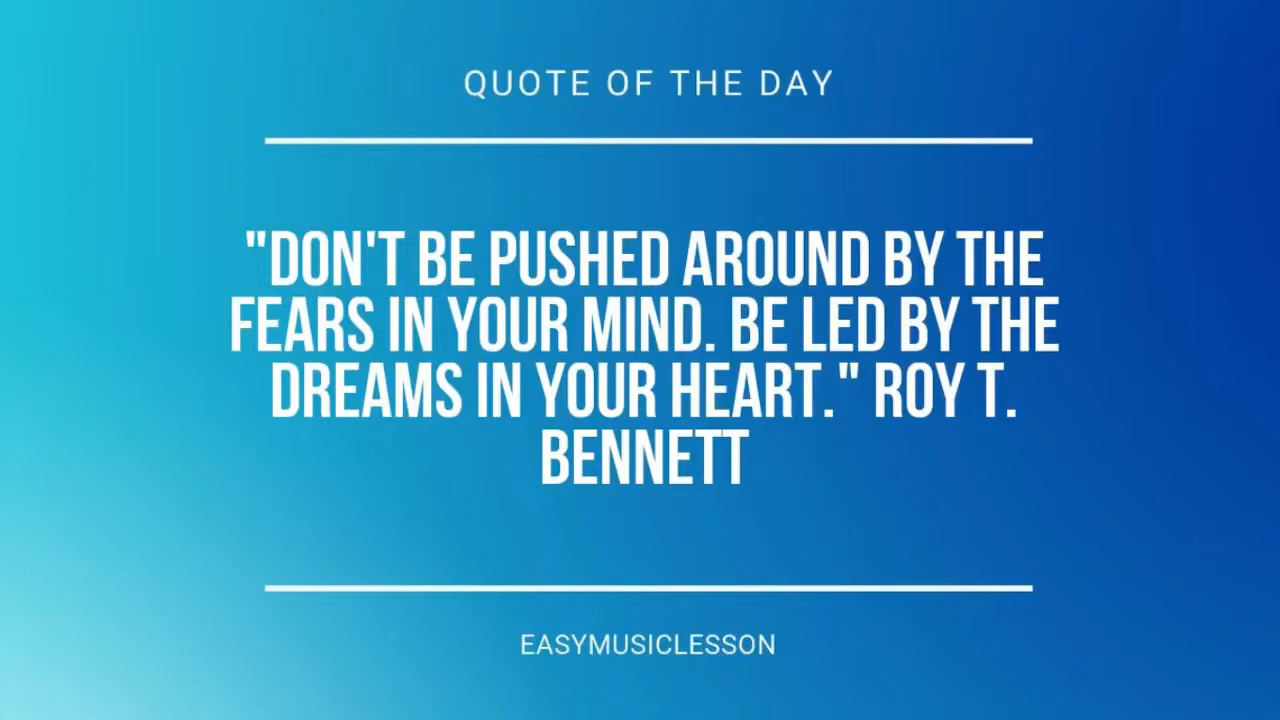 QUOTE OF THE DAY
"DON'T BE PUSHED AROUND BY THE
FEARS IN YOUR MIND. BE LED BY THE
DREAMS IN YOUR HEART." ROY T.
BENNETT
EASYMUSICLESSON